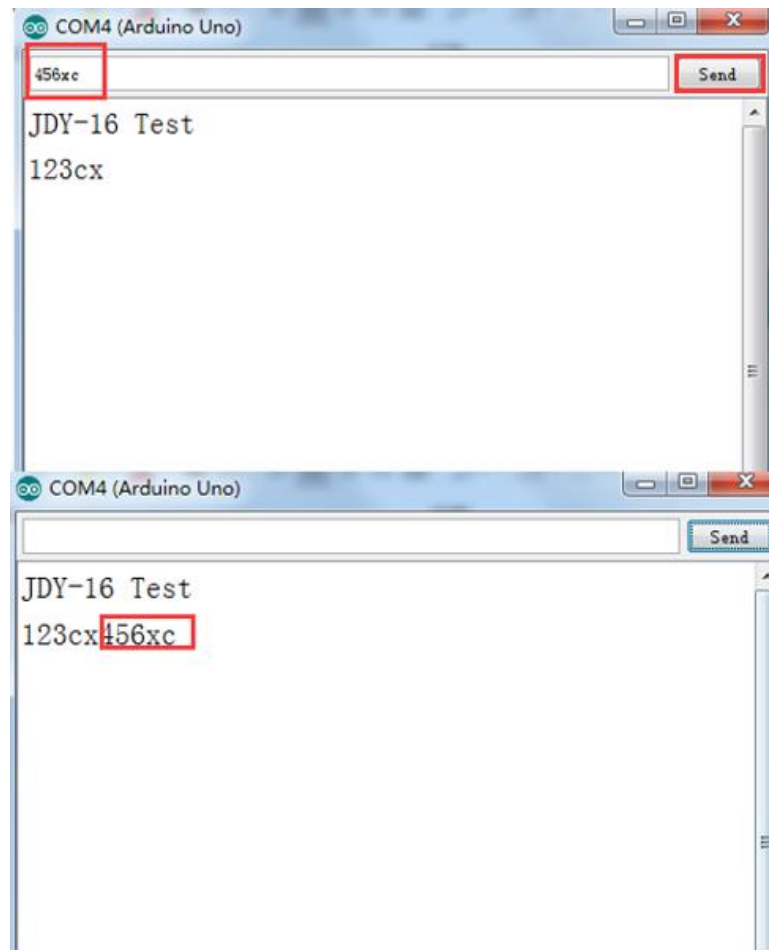 COM4 (Arduino Uno)
456xc
Send
JDY-16 Test
123cx
COM4 (Arduino Uno)
Send
JDY-16 Test
123cx456xc